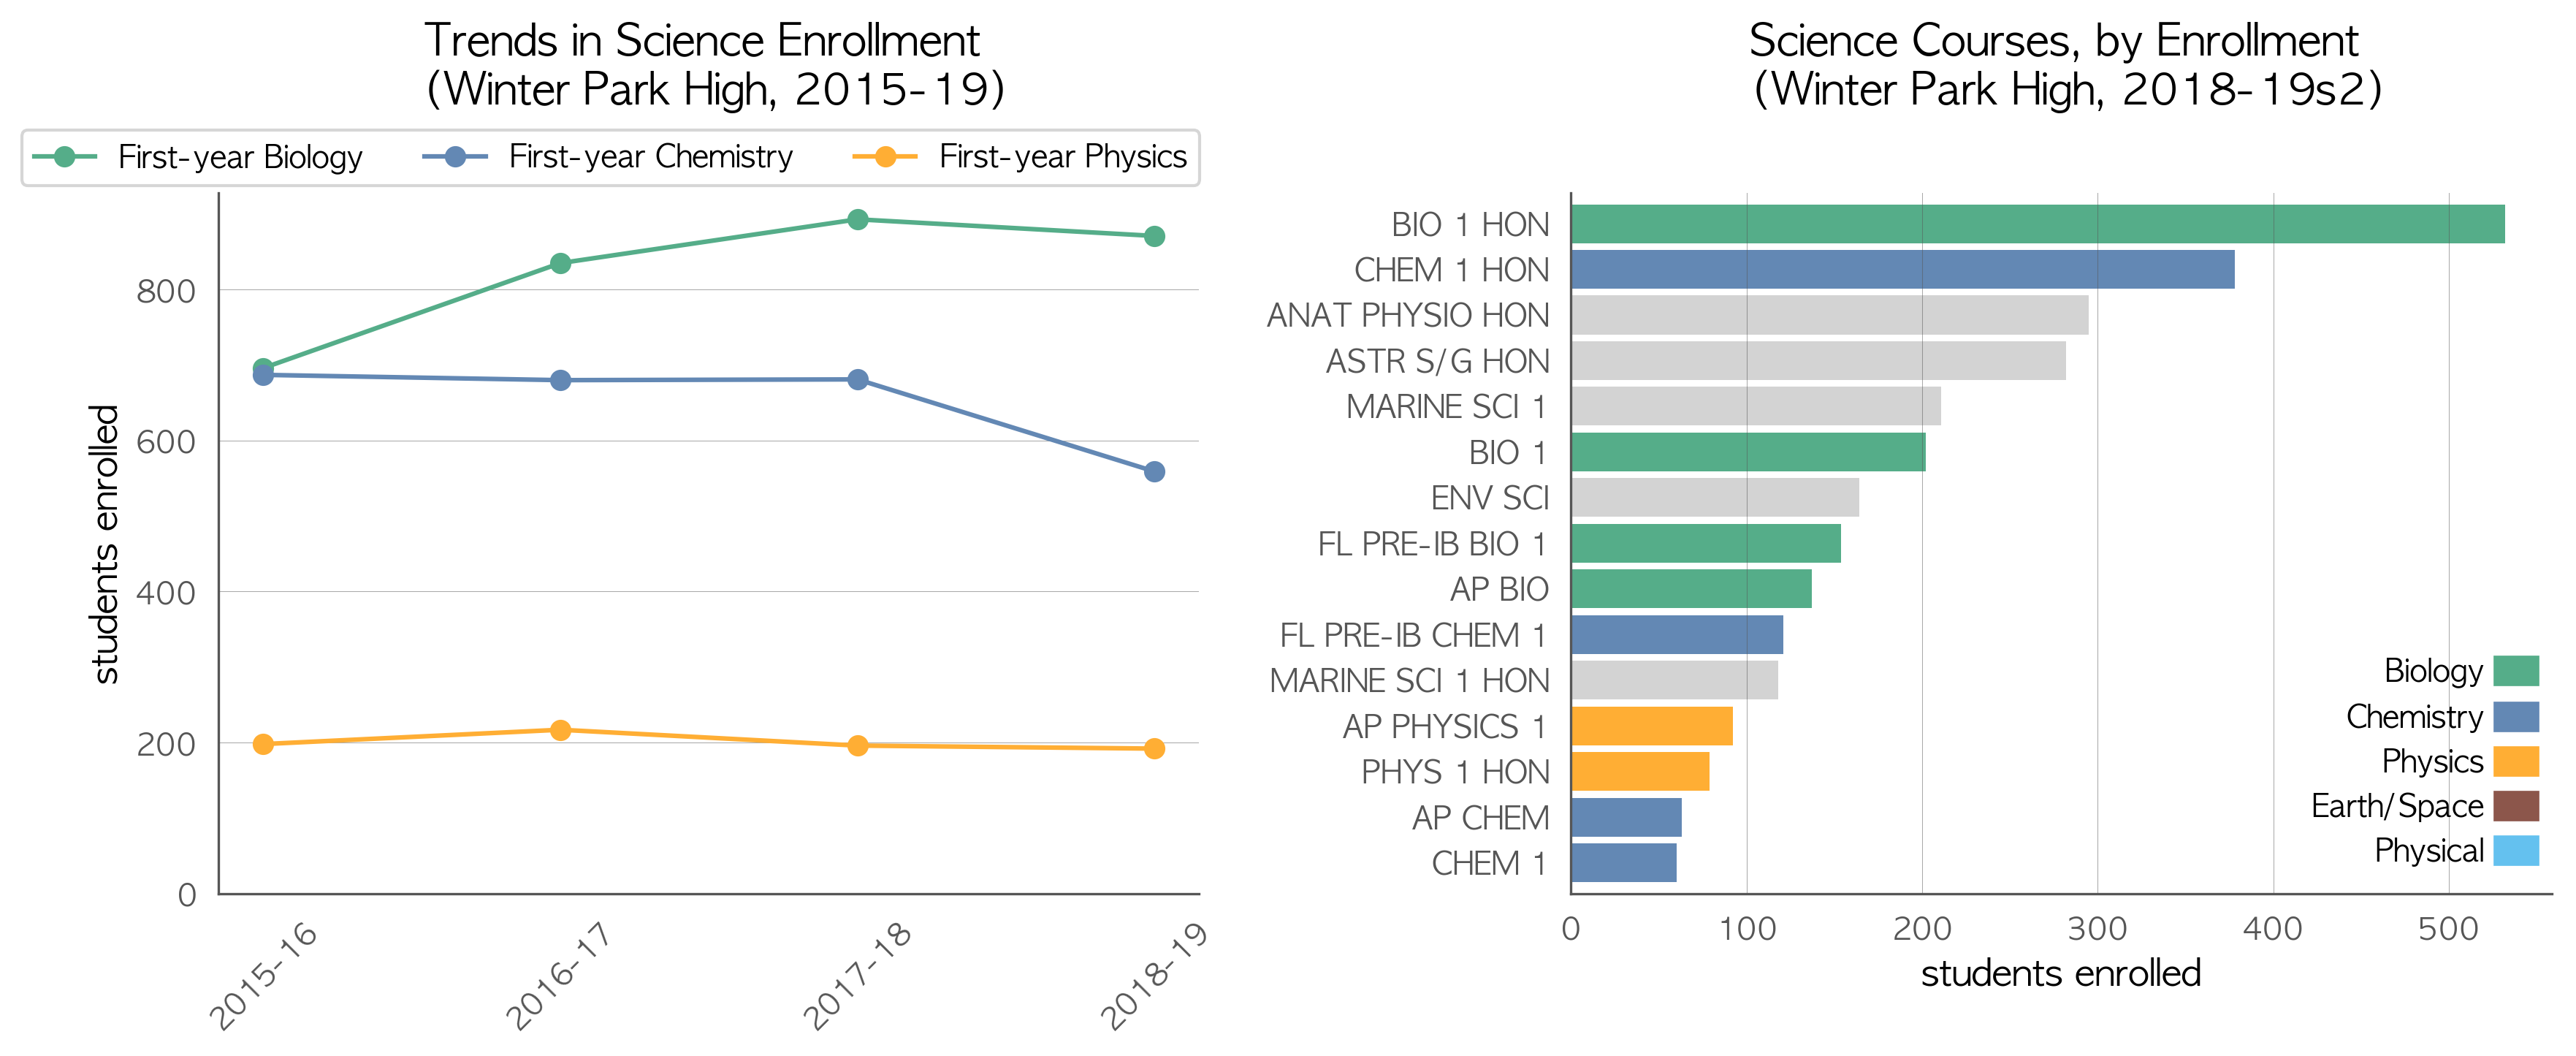 Trends in Science Enrollment
(Winter Park High, 2015-19)
First-year Biology
First-year Chemistry
First-year Physics
students enrolled
800
600
400
200
0
2015-16
2016-17
2017-18
2018-19
Science Courses, by Enrollment
(Winter Park High, 2018-19s2)
BIO 1 HON
CHEM 1 HON
ANAT PHYSIO HON
ASTR S/G HON
MARINE SCI 1
BIO 1
ENV SCI
FL PRE-IB BIO 1
AP BIO
FL PRE-IB CHEM 1
MARINE SCI 1 HON
AP PHYSICS 1
PHYS 1 HON
AP CHEM
CHEM 1
Biology
Chemistry
Physics
Earth/Space
Physical
0
100
200
300
400
500
students enrolled